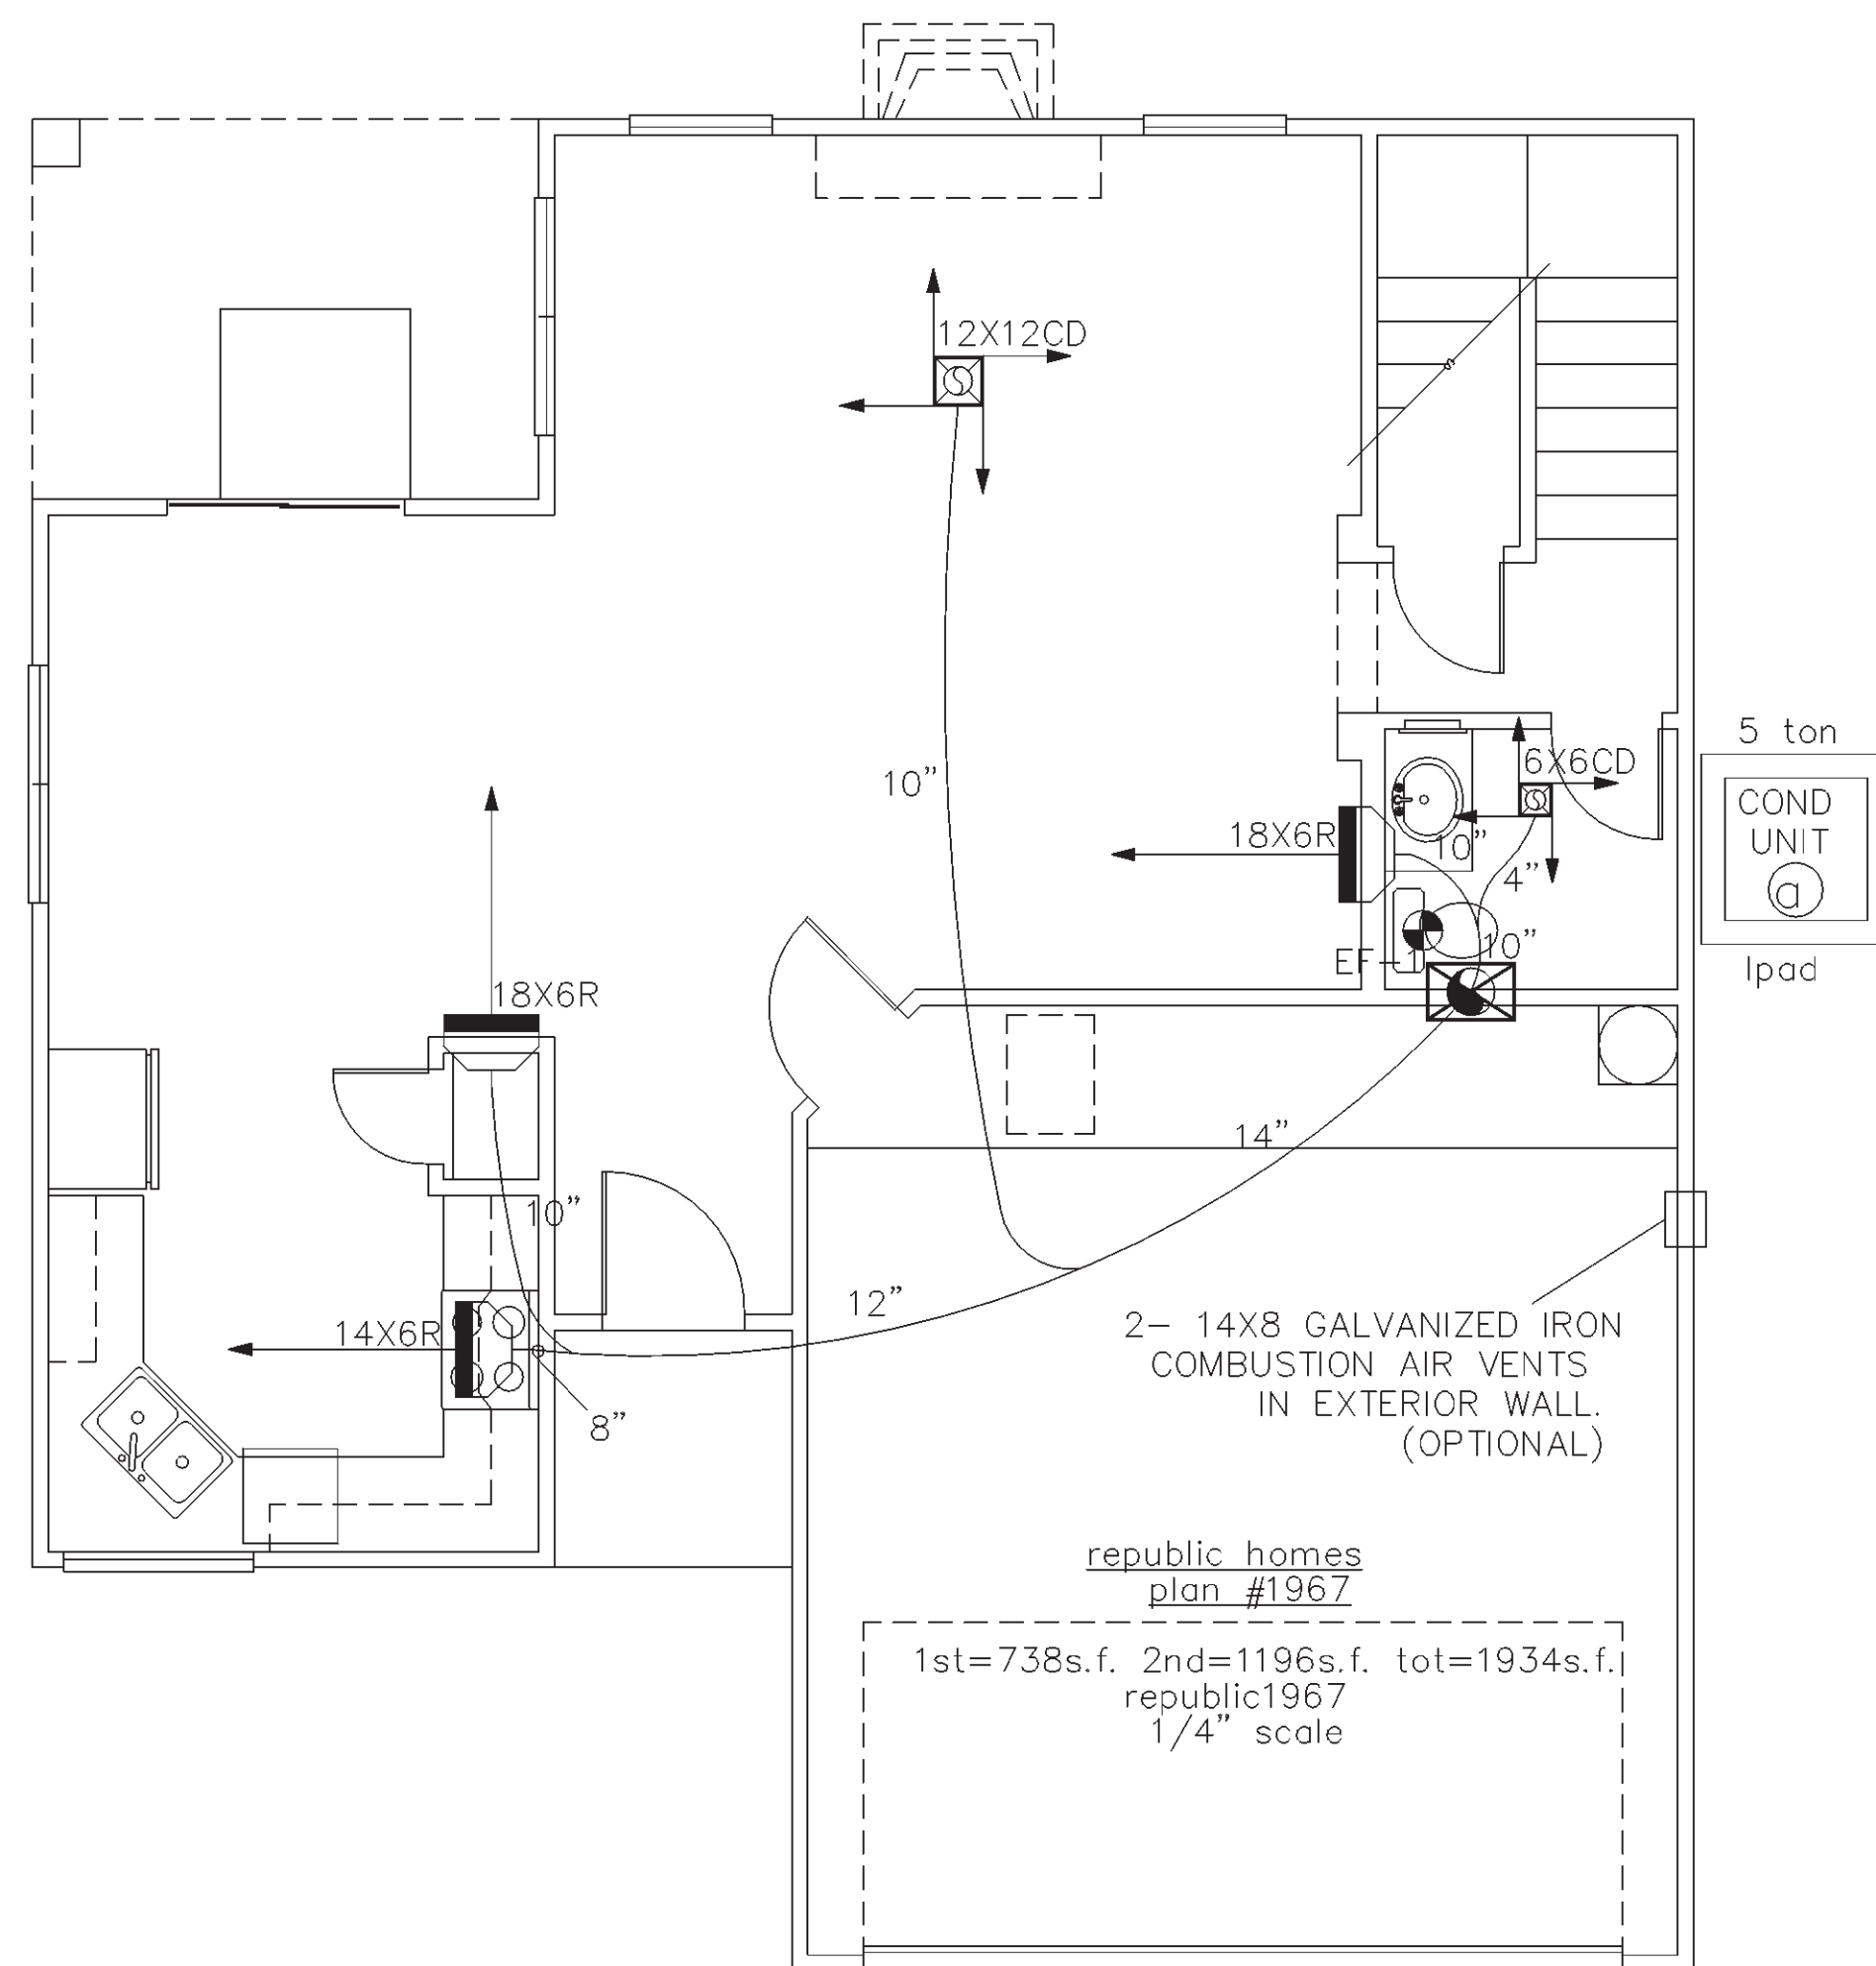 12X12CD
5 ton
6X6CD
COND
UNIT
a
10”
18X6R
10”
4”
10”
EF-1
lpad
18X6R
14”
10”
12”
2- 14X8 GALVANIZED IRON
COMBUSTION AIR VENTS
IN EXTERIOR WALL.
(OPTIONAL)
14X6R
8”
republic homes
plan #1967
1st=738s.f. 2nd=1196s.f. tot=1934s.f.
republic1967
1/4” scale